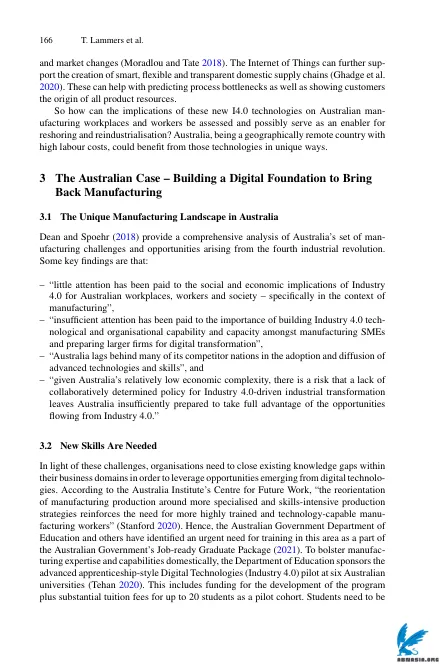 166 T. Lammers et al.
and market changes (Moradlou and Tate 2018). The Internet of Things can further sup-
port the creation of smart, flexible and transparent domestic supply chains (Ghadge et al.
2020). These can help with predicting process bottlenecks as well as showing customers
the origin of all product resources.
So how can the implications of these new I4.0 technologies on Australian man-
ufacturing workplaces and workers be assessed and possibly serve as an enabler for
reshoring and reindustrialisation? Australia, being a geographically remote country with
high labour costs, could benefit from those technologies in unique ways.
3 The Australian Case – Building a Digital Foundation to Bring
Back Manufacturing
3.1 The Unique Manufacturing Landscape in Australia
Dean and Spoehr (2018) provide a comprehensive analysis of Australia's set of man-
ufacturing challenges and opportunities arising from the fourth industrial revolution.
Some key findings are that:
– “little attention has been paid to the social and economic implications of Industry
4.0 for Australian workplaces, workers and society – specifically in the context of
manufacturing”,
– “insufficient attention has been paid to the importance of building Industry 4.0 tech-
nological and organisational capability and capacity amongst manufacturing SMEs
and preparing larger firms for digital transformation”,
– “Australia lags behind many of its competitor nations in the adoption and diffusion of
advanced technologies and skills”, and
– “given Australia's relatively low economic complexity, there is a risk that a lack of
collaboratively determined policy for Industry 4.0-driven industrial transformation
leaves Australia insufficiently prepared to take full advantage of the opportunities
flowing from Industry 4.0.”
3.2 New Skills Are Needed
In light of these challenges, organisations need to close existing knowledge gaps within
their business domains in order to leverage opportunities emerging from digital technolo-
gies. According to the Australia Institute's Centre for Future Work, “the reorientation
of manufacturing production around more specialised and skills-intensive production
strategies reinforces the need for more highly trained and technology-capable manu-
facturing workers” (Stanford 2020). Hence, the Australian Government Department of
Education and others have identified an urgent need for training in this area as a part of
the Australian Government's Job-ready Graduate Package (2021). To bolster manufac-
turing expertise and capabilities domestically, the Department of Education sponsors the
advanced apprenticeship-style Digital Technologies (Industry 4.0) pilot at six Australian
universities (Tehan 2020). This includes funding for the development of the program
plus substantial tuition fees for up to 20 students as a pilot cohort. Students need to be